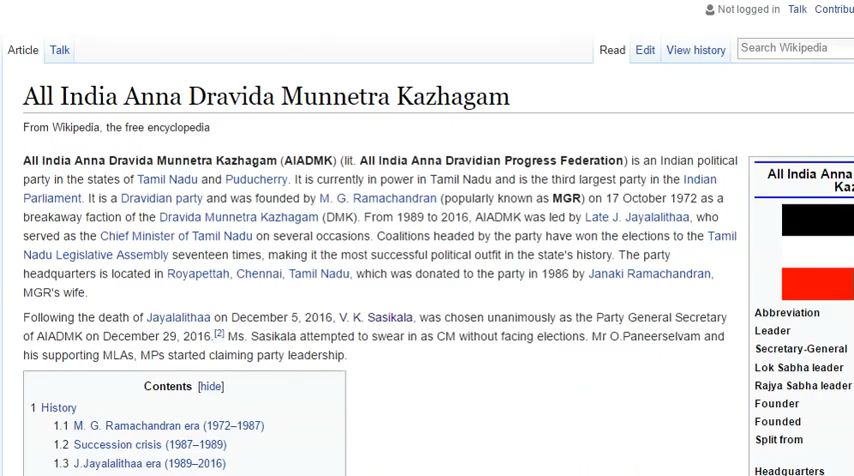 Not logged in Talk Contribu
Article Talk Read Edit View history Search Wikipedia
All India Anna Dravida Munnetra Kazhagam
From Wikipedia, the free encyclopedia
All India Anna Dravida Munnetra Kazhagam (AIADMK) (lit. All India Anna Dravidian Progress Federation) is an Indian political
party in the states of Tamil Nadu and Puducherry. It is currently in power in Tamil Nadu and is the third largest party in the Indian
Parliament. It is a Dravidian party and was founded by M. G. Ramachandran (popularly known as MGR) on 17 October 1972 as a
breakaway faction of the Dravida Munnetra Kazhagam (DMK). From 1989 to 2016, AIADMK was led by Late J. Jayalalithaa, who
served as the Chief Minister of Tamil Nadu on several occasions. Coalitions headed by the party have won the elections to the Tamil
Nadu Legislative Assembly seventeen times, making it the most successful political outfit in the state's history. The party
headquarters is located in Royapettah, Chennai, Tamil Nadu, which was donated to the party in 1986 by Janaki Ramachandran,
MGR's wife.
Following the death of Jayalalithaa on December 5, 2016, V. K. Sasikala, was chosen unanimously as the Party General Secretary
of AIADMK on December 29, 2016.[2] Ms. Sasikala attempted to swear in as CM without facing elections. Mr O.Paneerselvam and
his supporting MLAs, MPs started claiming party leadership.
Contents [hide]
1 History
1.1 M. G. Ramachandran era (1972–1987)
1.2 Succession crisis (1987–1989)
1.3 J.Jayalalithaa era (1989–2016)
All India Anna
Kaz
Abbreviation
Leader
Secretary-General
Lok Sabha leader
Rajya Sabha leader
Founder
Founded
Split from
Headquarters